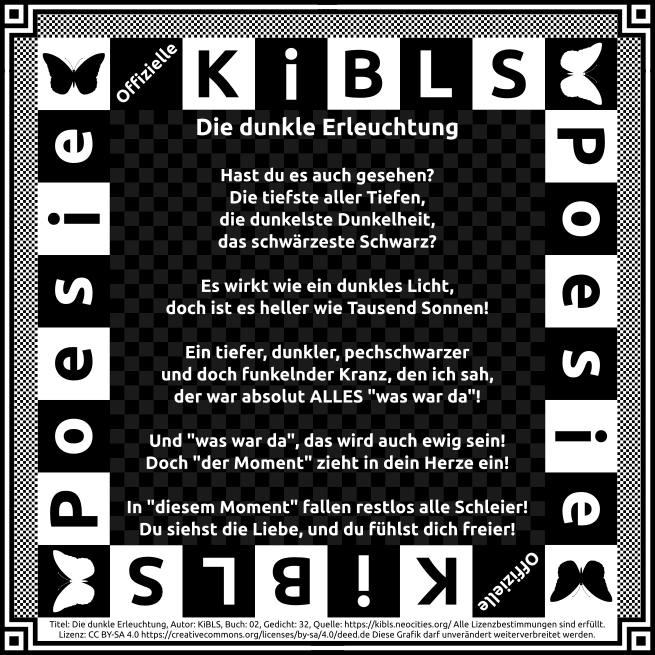 Offizielle
KiBLS
Poesie
Poesie
Die dunkle Erleuchtung
Hast du es auch gesehen?
Die tiefste aller Tiefen,
die dunkelste Dunkelheit,
das schwärzeste Schwarz?
Es wirkt wie ein dunkles Licht,
doch ist es heller wie Tausend Sonnen!
Ein tiefer, dunkler, pechschwarzer
und doch funkelnder Kranz, den ich sah,
der war absolut ALLES "was war da"!
Und "was war da", das wird auch ewig sein!
Doch "der Moment" zieht in dein Herze ein!
In "diesem Moment" fallen restlos alle Schleier!
Du siehst die Liebe, und du fühlst dich freier!
Offizielle
KiBLS
Titel: Die dunkle Erleuchtung, Autor: KiBLS, Buch: 02, Gedicht: 32, Quelle: https://kibls.neocities.org/ Alle Lizenzbestimmungen sind erfüllt.
Lizenz: CC BY-SA 4.0 https://creativecommons.org/licenses/by-sa/4.0/deed.de Diese Grafik darf unverändert weiterverbreitet werden.